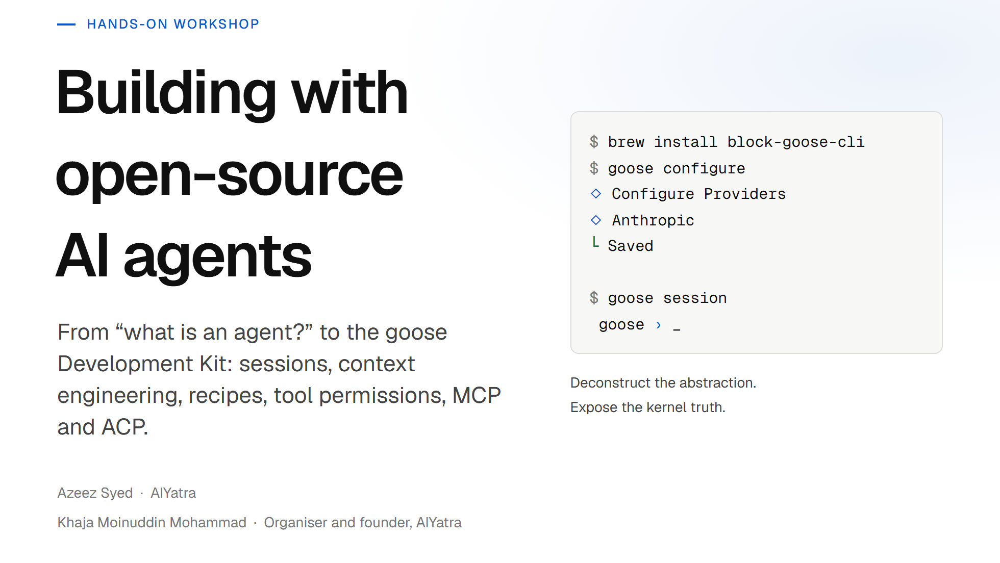 HANDS-ON WORKSHOP
Building with
open-source
AI agents
From “what is an agent?” to the goose
Development Kit: sessions, context
engineering, recipes, tool permissions, MCP
and ACP.
Azeez Syed · AIYatra
Khaja Moinuddin Mohammad · Organiser and founder, AIYatra
$ brew install block-goose-cli
$ goose configure
◇ Configure Providers
◇ Anthropic
└ Saved
$ goose session
goose › _
Deconstruct the abstraction.
Expose the kernel truth.